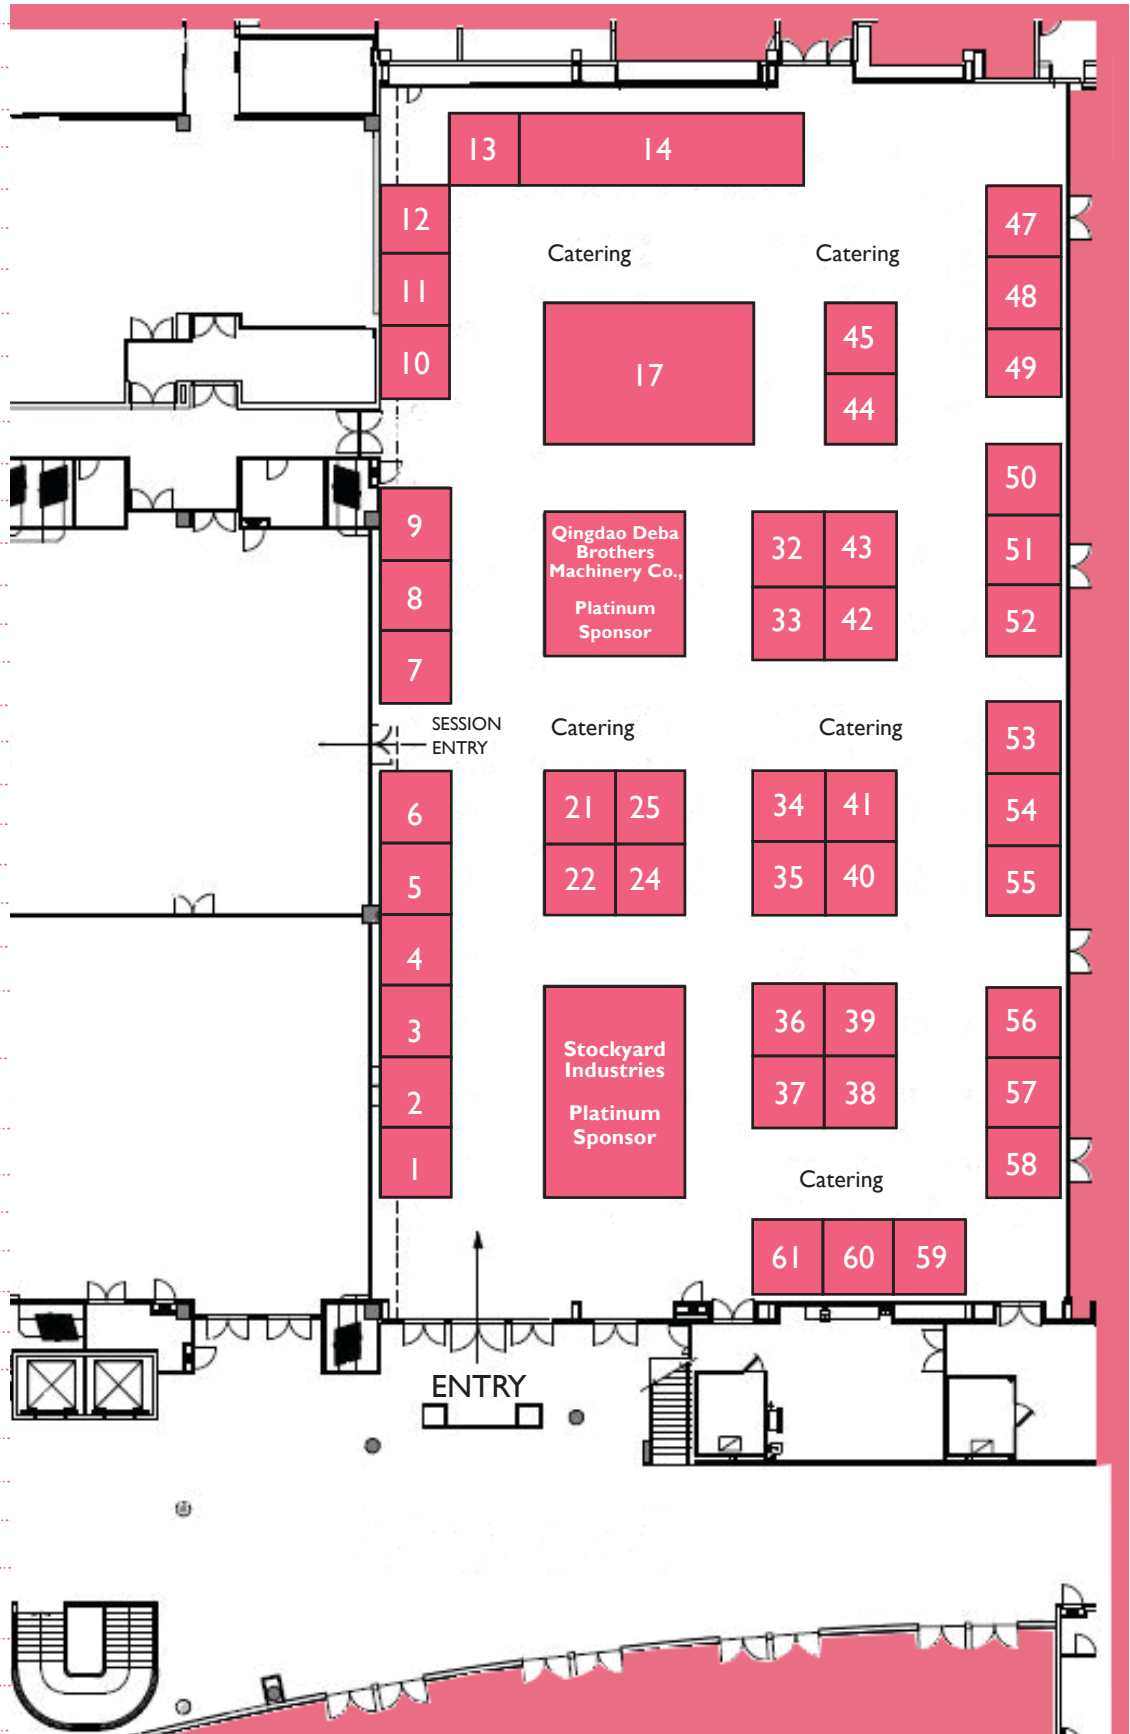 13 14
12
47
Catering Catering
11
48
45
10
17
49
44
50
9
Qingdao Deba
Brothers
Machinery Co.,
Platinum
Sponsor
32 43
51
8
33 42
52
7
SESSION
ENTRY
Catering Catering
53
6
21 25
34 41
54
5
22 24
35 40
55
4
3
Stockyard
Industries
Platinum
Sponsor
36 39
56
2
37 38
57
1
58
Catering
61 60 59
ENTRY